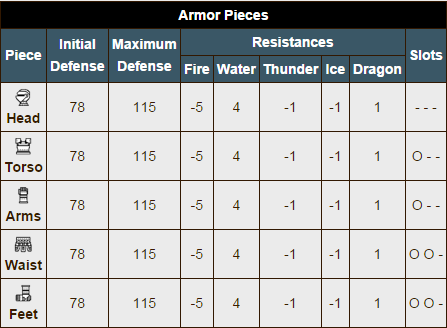 Armor Pieces
Piece Initial Defense Maximum Defense Resistances Slots
Fire Water Thunder Ice Dragon
Head 78 115 -5 4 -1 -1 1 - - -
Torso 78 115 -5 4 -1 -1 1 O - -
Arms 78 115 -5 4 -1 -1 1 O - -
Waist 78 115 -5 4 -1 -1 1 O O -
Feet 78 115 -5 4 -1 -1 1 O O -